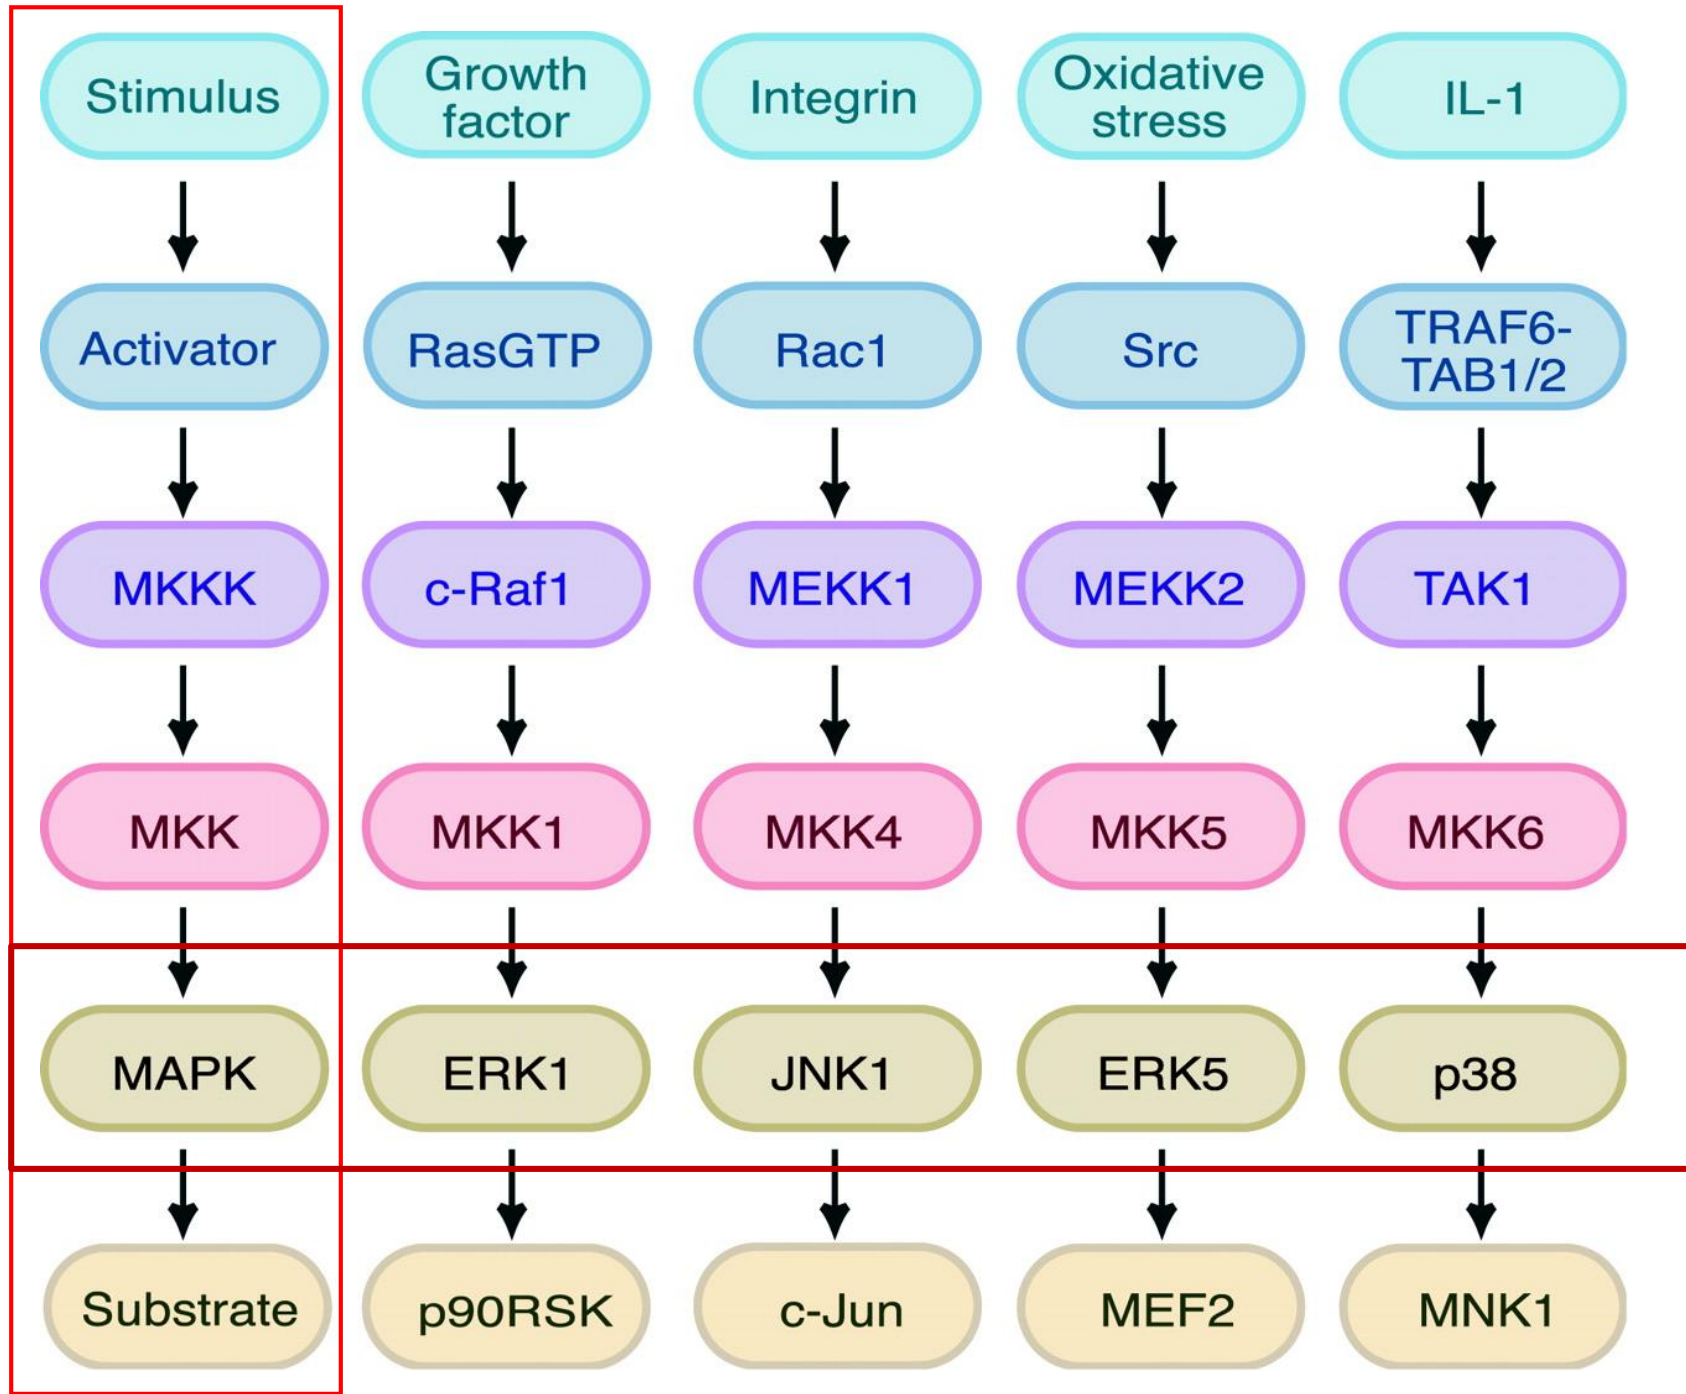 Stimulus
Growth
factor
Integrin
Oxidative
stress
IL-1
Activator
RasGTP
Rac1
Src
TRAF6-
TAB1/2
MKKK
c-Raf1
MEKK1
MEKK2
TAK1
MKK
MKK1
MKK4
MKK5
MKK6
MAPK
ERK1
JNK1
ERK5
p38
Substrate
p90RSK
c-Jun
MEF2
MNK1